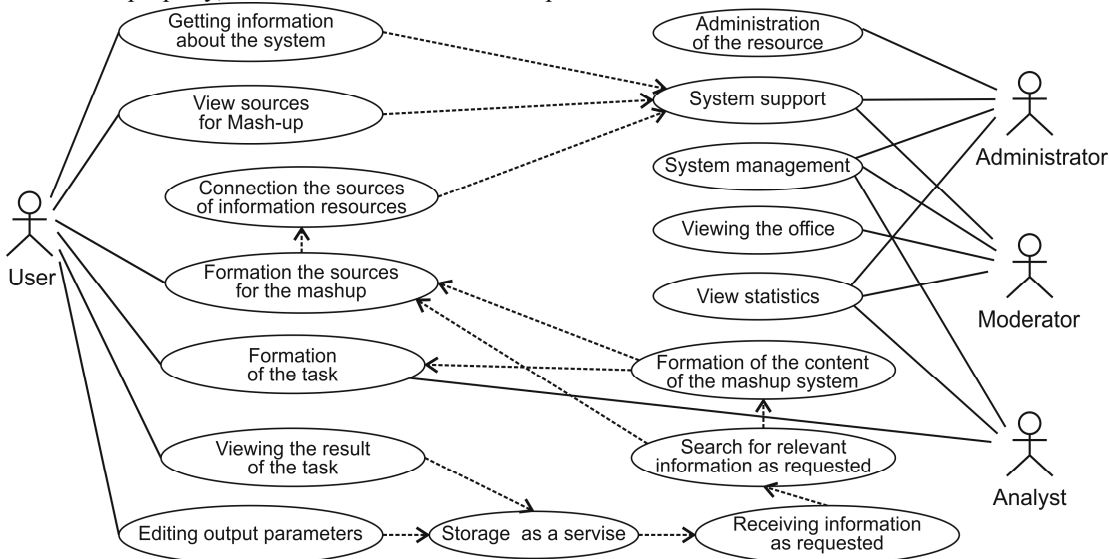 Getting information
about the system
View sources
for Mash-up
Connection the sources
of information resources
Formation the sources
for the mashup
Formation
of the task
Viewing the result
of the task
Editing output parameters
Storage as a servise
Receiving information
as requested
Search for relevant
information as requested
Formation of the content
of the mashup system
View statistics
Viewing the office
System management
System support
Administration
of the resource
User
Administrator
Moderator
Analyst